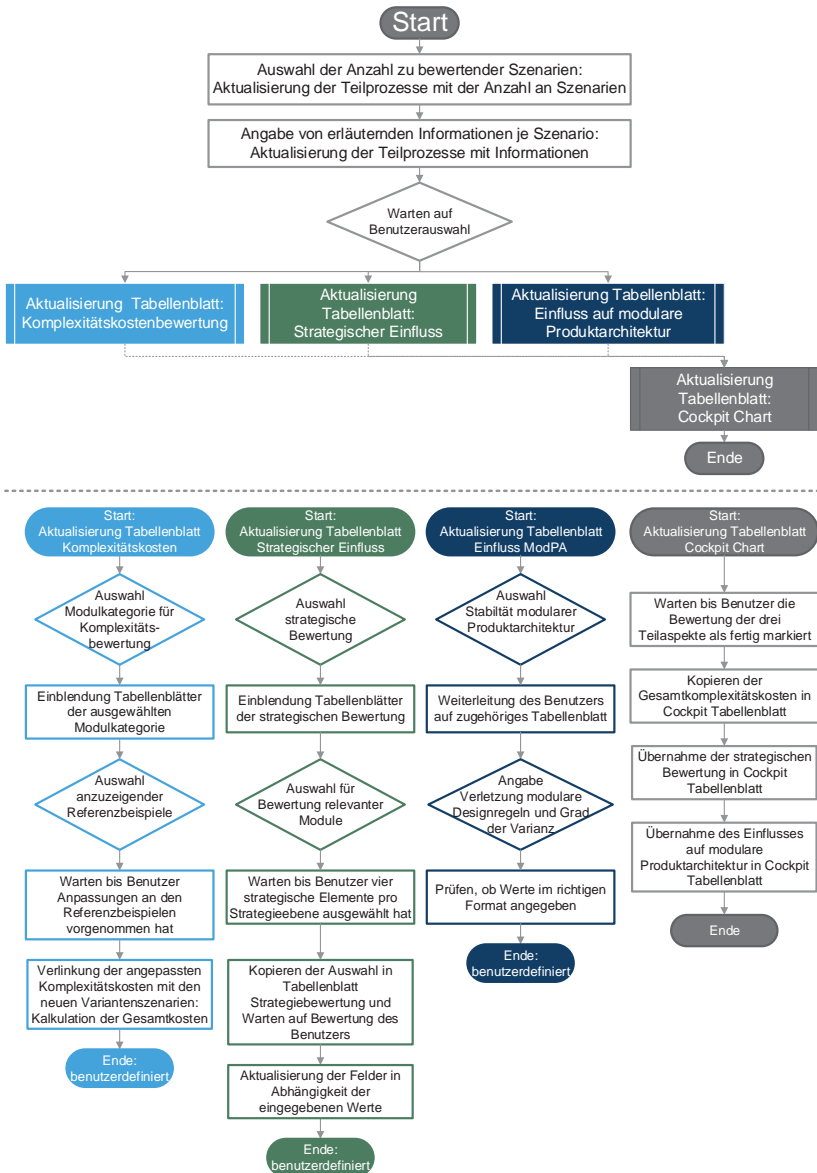 Start
Auswahl der Anzahl zu bewertender Szenarien:
Aktualisierung der Teilprozesse mit der Anzahl an Szenarien
Angabe von erläuternden Informationen je Szenario:
Aktualisierung der Teilprozesse mit Informationen
Warten auf
Benutzerauswahl
Aktualisierung Tabellenblatt:
Komplexitätskostenbewertung
Aktualisierung
Tabellenblatt:
Strategischer Einfluss
Aktualisierung Tabellenblatt:
Einfluss auf modulare
Produktarchitektur
Aktualisierung
Tabellenblatt:
Cockpit Chart
Ende
Start:
Aktualisierung Tabellenblatt
Komplexitätskosten
Auswahl
Modulkategorie für
Komplexitäts-
bewertung
Einblendung Tabellenblätter
der ausgewählten
Modulkategorie
Auswahl
anzuzeigender
Referenzbeispiele
Warten bis Benutzer
Anpassungen an den
Referenzbeispielen
vorgenommen hat
Verlinkung der angepassten
Komplexitätskosten mit den
neuen Variantenszenarien:
Kalkulation der Gesamtkosten
Ende:
benutzerdefiniert
Start:
Aktualisierung Tabellenblatt
Strategischer Einfluss
Auswahl
strategische
Bewertung
Einblendung Tabellenblätter
der strategischen Bewertung
Auswahl für
Bewertung relevanter
Module
Warten bis Benutzer vier
strategische Elemente pro
Strategieebene ausgewählt hat
Kopieren der Auswahl in
Tabellenblatt
Strategiebewertung und
Warten auf Bewertung des
Benutzers
Aktualisierung der Felder in
Abhängigkeit der
eingegebenen Werte
Ende:
benutzerdefiniert
Start:
Aktualisierung Tabellenblatt
Einfluss ModPA
Auswahl
Stabiltät modularer
Produktarchitektur
Weiterleitung des Benutzers
auf zugehöriges Tabellenblatt
Angabe
Verletzung modulare
Designregeln und Grad
der Varianz
Prüfen, ob Werte im richtigen
Format angegeben
Ende:
benutzerdefiniert
Start:
Aktualisierung Tabellenblatt
Cockpit Chart
Warten bis Benutzer die
Bewertung der drei
Teilaspekte als fertig markiert
Kopieren der
Gesamtkomplexitätskosten in
Cockpit Tabellenblatt
Übernahme der strategischen
Bewertung in Cockpit
Tabellenblatt
Übernahme des Einflusses
auf modulare
Produktarchitektur in Cockpit
Tabellenblatt
Ende